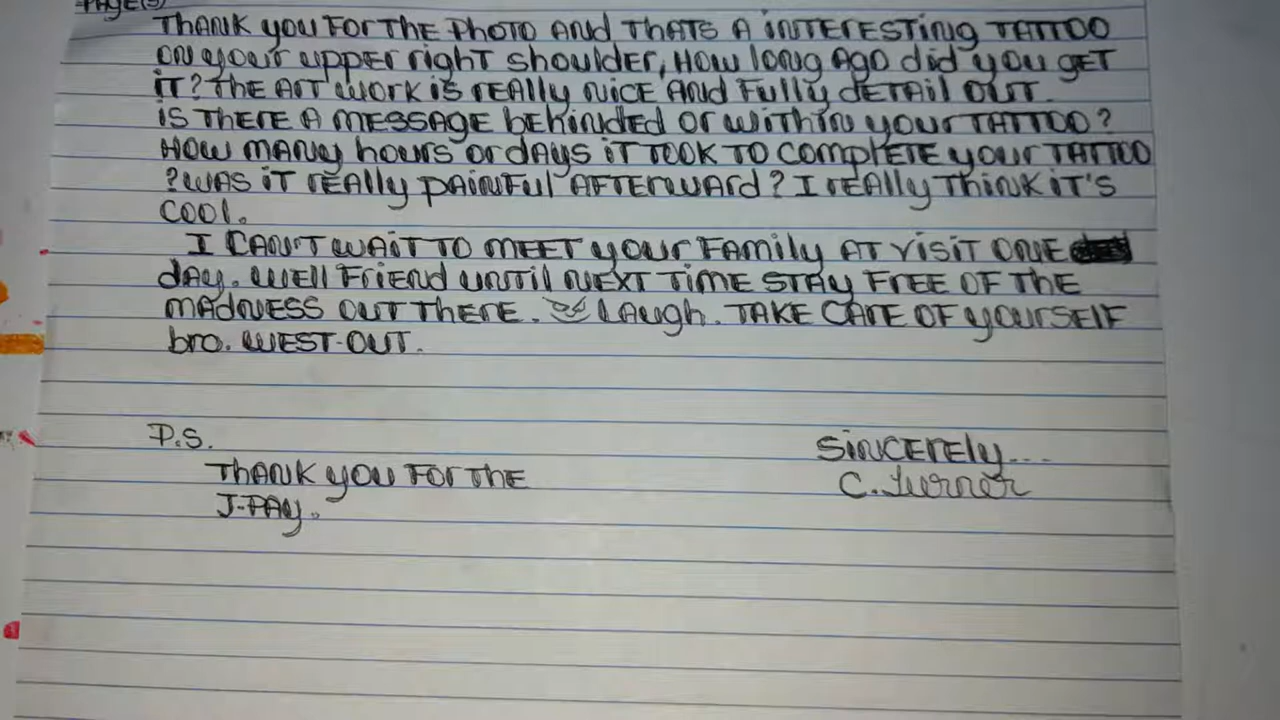 PAGE(5)
THANK you FOR THE PhoTO AND THATS A iNTERESTiNg TATTOO
ON your upper right shoulder, HOW long AgO did you gET
iT? THE ART WORK iS rEALLy NiCE AND Fully dETAil OUT.
iS THERE A MESSAGE behiNded or within your TATTOO?
HOW MANy hours or dAyS iT TOOK TO COMplETE your TATTOO
? WAS iT rEALLy pAiNFul AFTErWARd? I rEALLy ThiNK iT'S
COOl.
I CAN'T WAiT TO MEET your FAMily AT ViSiT ONE
dAy. WEll FriENd UNTil NEXT TiME STAy FREE OF THE
MAdNESS OUT THErE. LAugh. TAKE CArE OF yOurSElF
bro. WEST-OUT.
P.S.
SiNCErEly...
THANK you FOr THE
C. Turner
J-PAy.